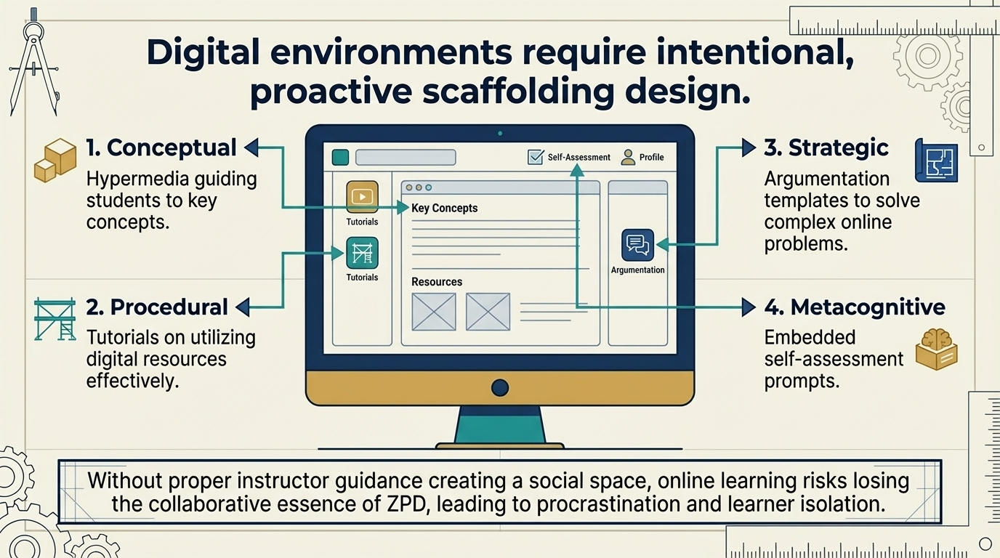 Digital environments require intentional,
proactive scaffolding design.
1. Conceptual
Hypermedia guiding
students to key
concepts.
2. Procedural
Tutorials on utilizing
digital resources
effectively.
Self-Assessment
Profile
Tutorials
Tutorials
Key Concepts
Resources
Argumentation
3. Strategic
Argumentation
templates to solve
complex online
problems.
4. Metacognitive
Embedded
self-assessment
prompts.
Without proper instructor guidance creating a social space, online learning risks losing
the collaborative essence of ZPD, leading to procrastination and learner isolation.